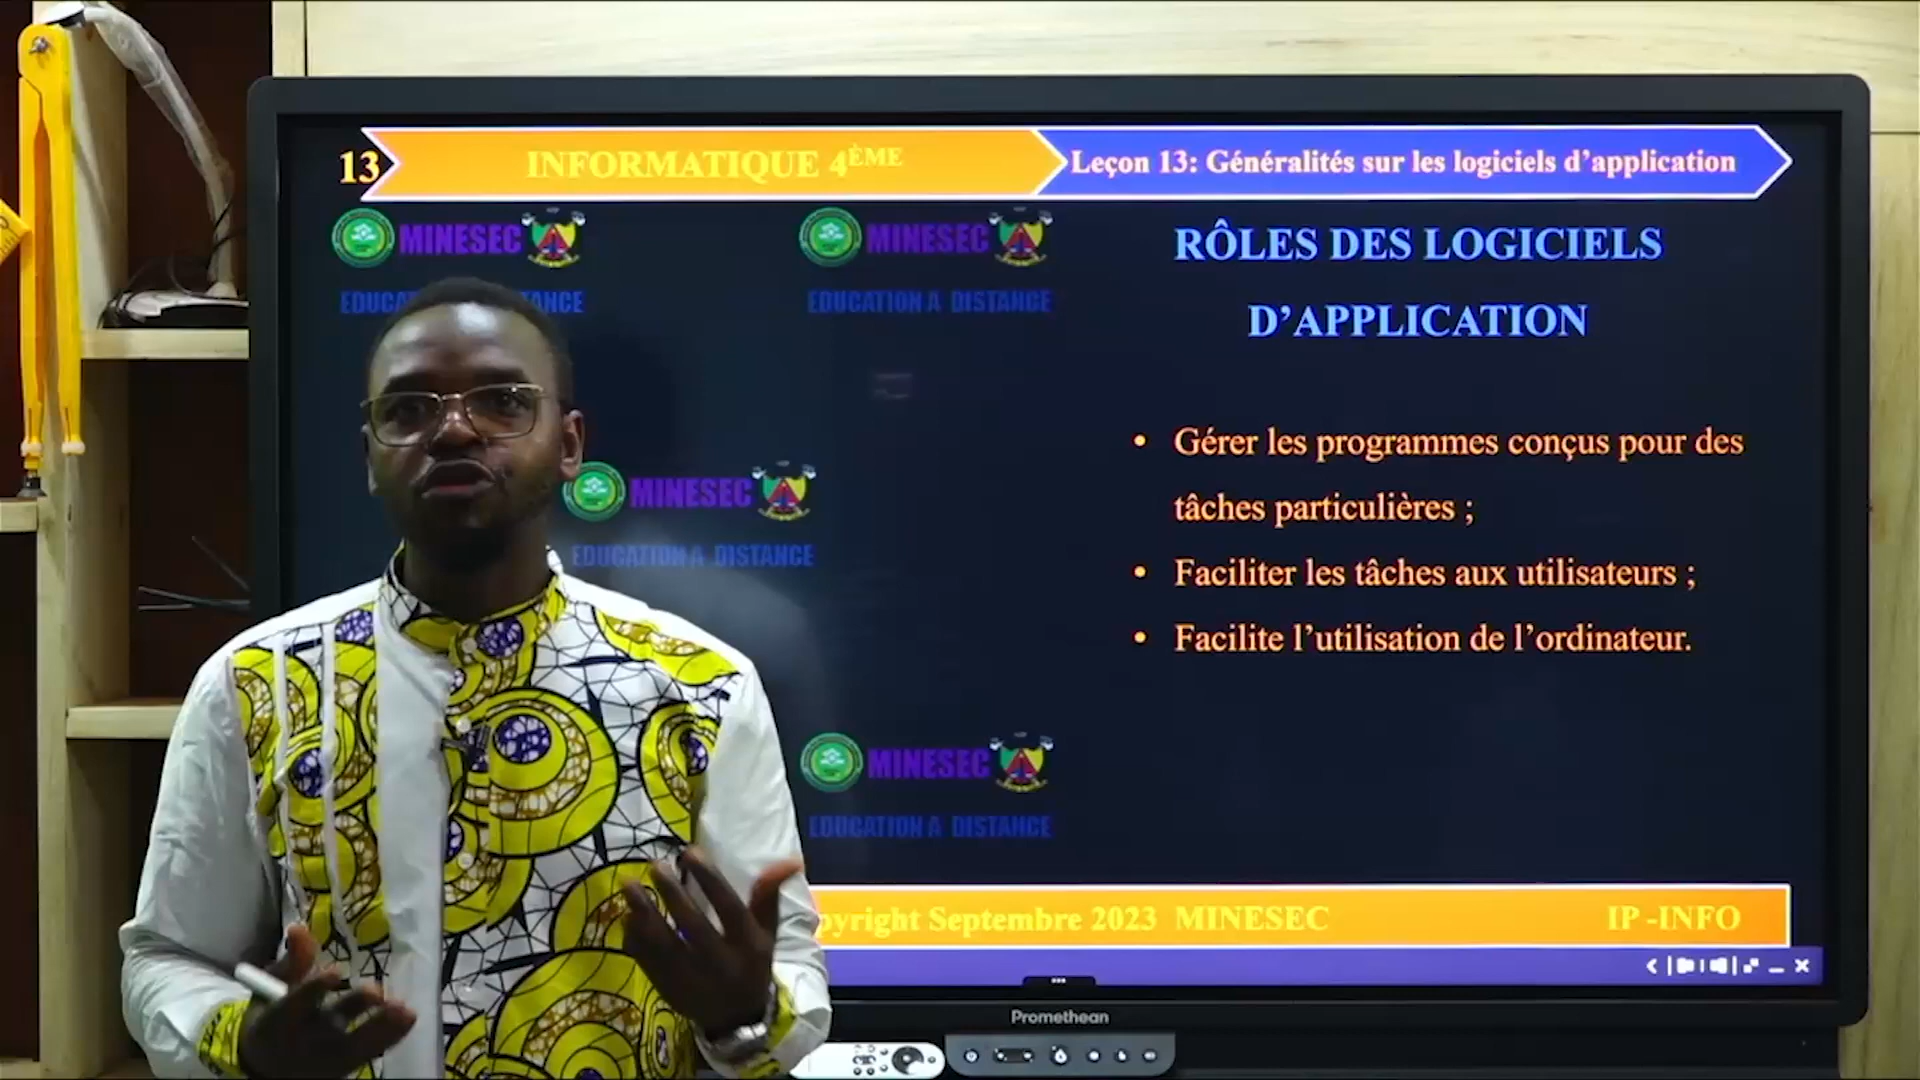 13
INFORMATIQUE 4ÈME
Leçon 13: Généralités sur les logiciels d’application
MINESEC
MINESEC
EDUCATION A DISTANCE
RÔLES DES LOGICIELS
D’APPLICATION
• Gérer les programmes conçus pour des
tâches particulières ;
• Faciliter les tâches aux utilisateurs ;
• Facilite l’utilisation de l’ordinateur.
MINESEC
EDUCATION A DISTANCE
MINESEC
EDUCATION A DISTANCE
Septembre 2023 MINESEC
IP -INFO
Promethean